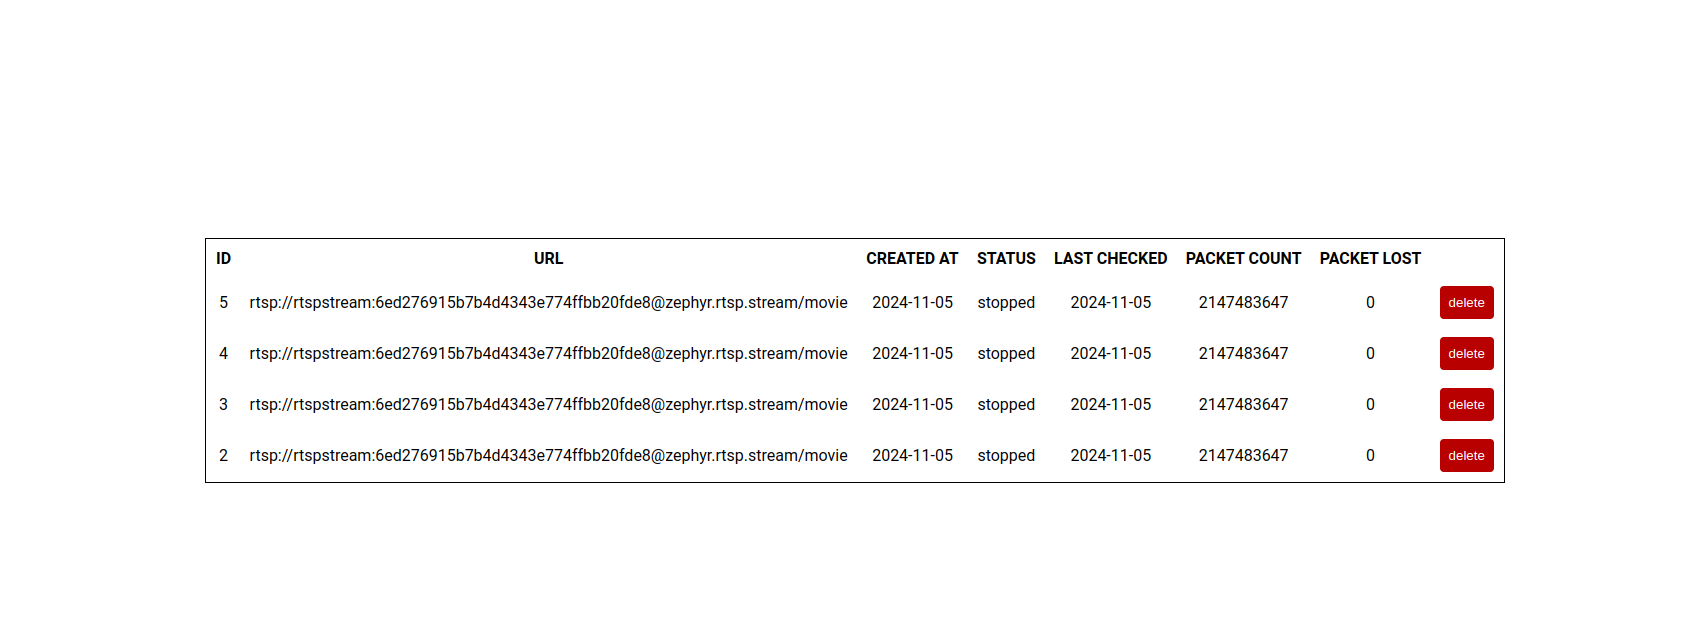 ID URL CREATED AT STATUS LAST CHECKED PACKET COUNT PACKET LOST
5 rtsp://rtspstream:6ed276915b7b4d4343e774ffbb20fde8@zephyr.rtsp.stream/movie 2024-11-05 stopped 2024-11-05 2147483647 0 delete
4 rtsp://rtspstream:6ed276915b7b4d4343e774ffbb20fde8@zephyr.rtsp.stream/movie 2024-11-05 stopped 2024-11-05 2147483647 0 delete
3 rtsp://rtspstream:6ed276915b7b4d4343e774ffbb20fde8@zephyr.rtsp.stream/movie 2024-11-05 stopped 2024-11-05 2147483647 0 delete
2 rtsp://rtspstream:6ed276915b7b4d4343e774ffbb20fde8@zephyr.rtsp.stream/movie 2024-11-05 stopped 2024-11-05 2147483647 0 delete